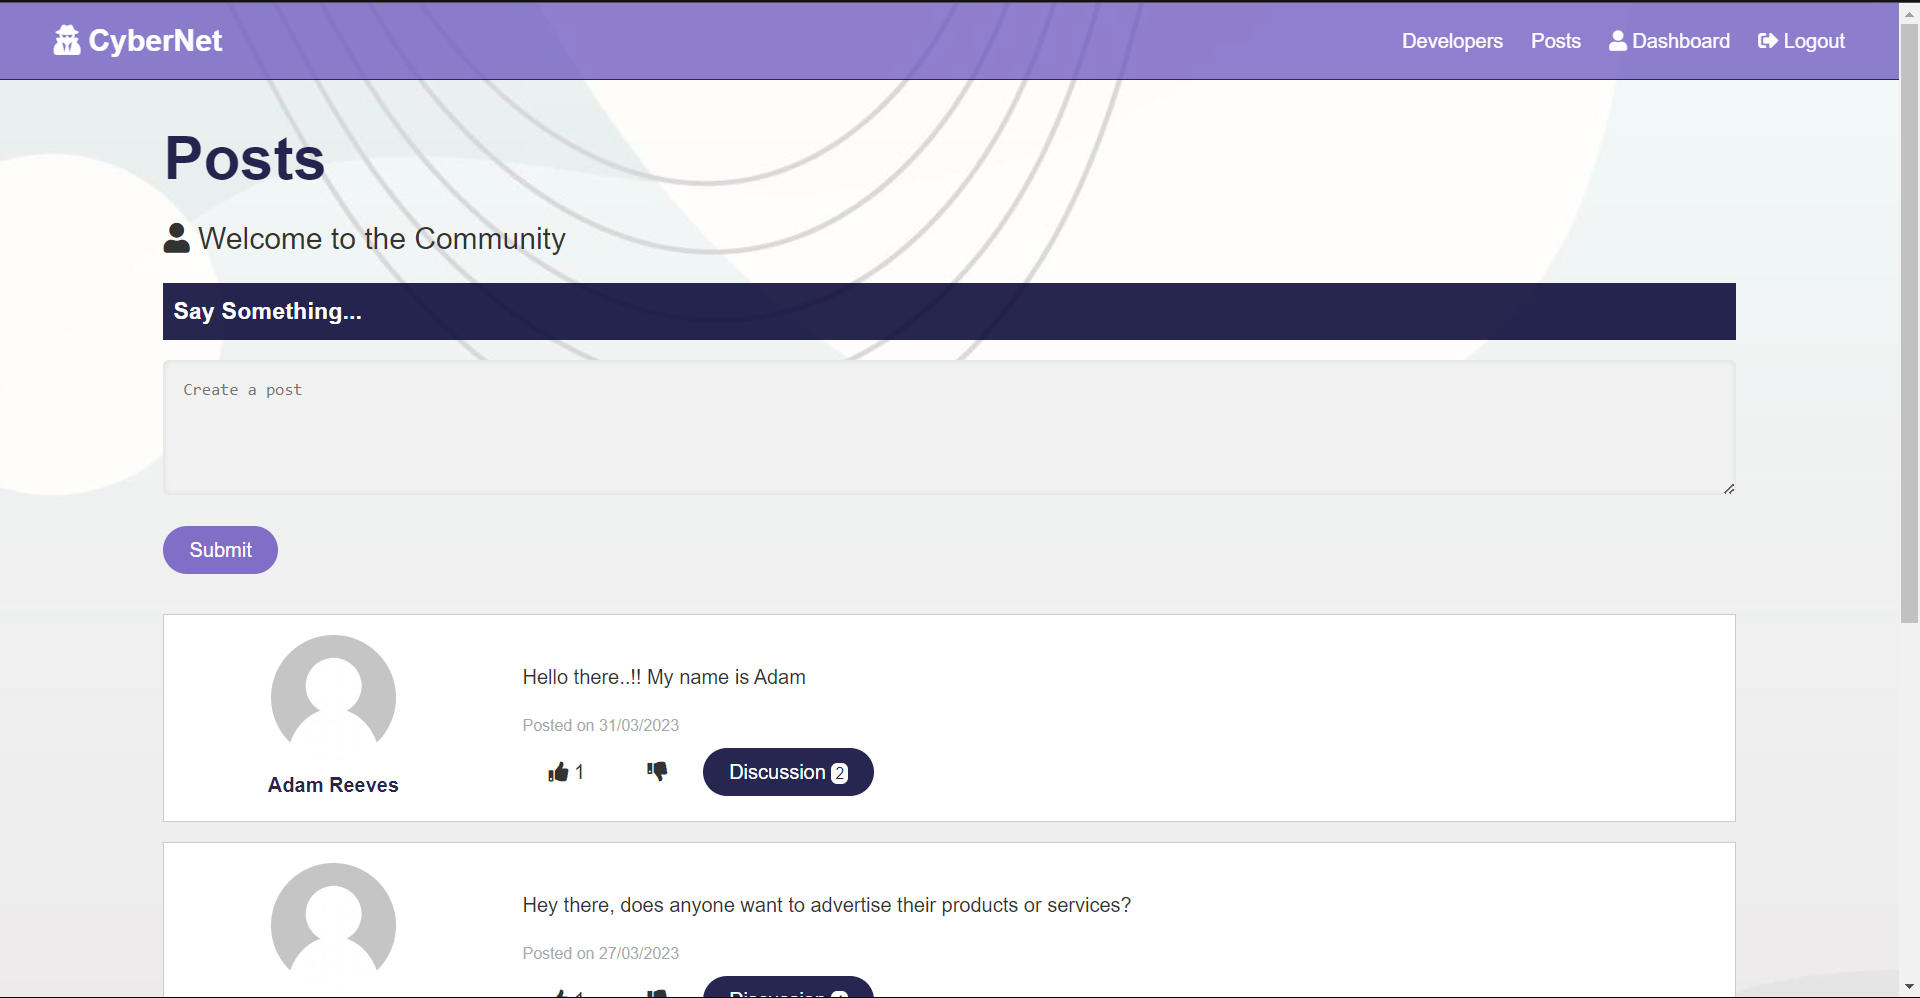 CyberNet
Developers Posts Dashboard Logout
Posts
Welcome to the Community
Say Something...
Create a post
Submit
Hello there..!! My name is Adam
Posted on 31/03/2023
1 Discussion 2
Adam Reeves
Hey there, does anyone want to advertise their products or services?
Posted on 27/03/2023
Discussion